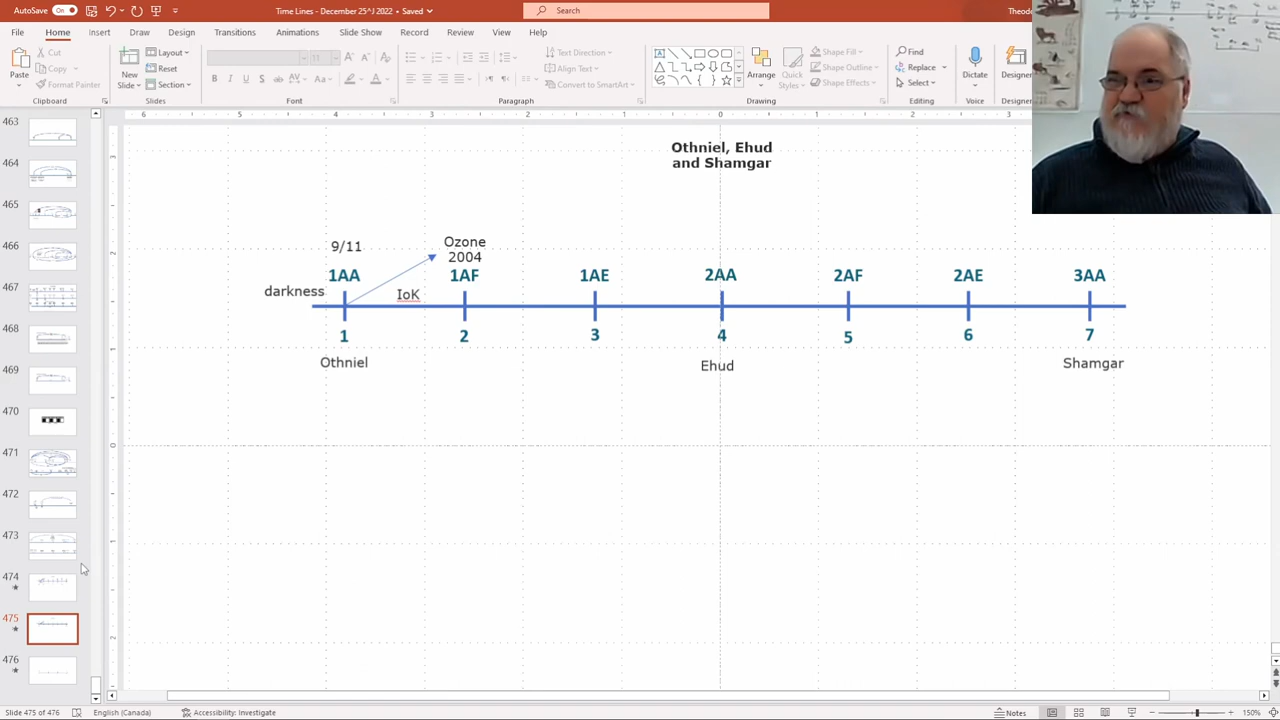 AutoSave On Time Lines - December 25^J 2022 • Saved Search Theodo
File Home Insert Draw Design Transitions Animations Slide Show Record Review View Help
Paste Cut Copy Format Painter Clipboard
New Slide Layout Reset Section Slides
Font
Text Direction Align Text Convert to SmartArt Paragraph
Arrange Quick Styles Shape Fill Shape Outline Shape Effects Drawing
Find Replace Select Editing
Dictate Voice
Designer Designer
463
465
466
468
470
471
472
473
474
475
476
Othniel, Ehud
and Shamgar
9/11 Ozone
2004
1AA 1AF 1AE 2AA 2AF 2AE 3AA
darkness IoK
1 2 3 4 5 6 7
Othniel Ehud Shamgar
Slide 475 of 476 English (Canada) Accessibility: Investigate Notes 150%